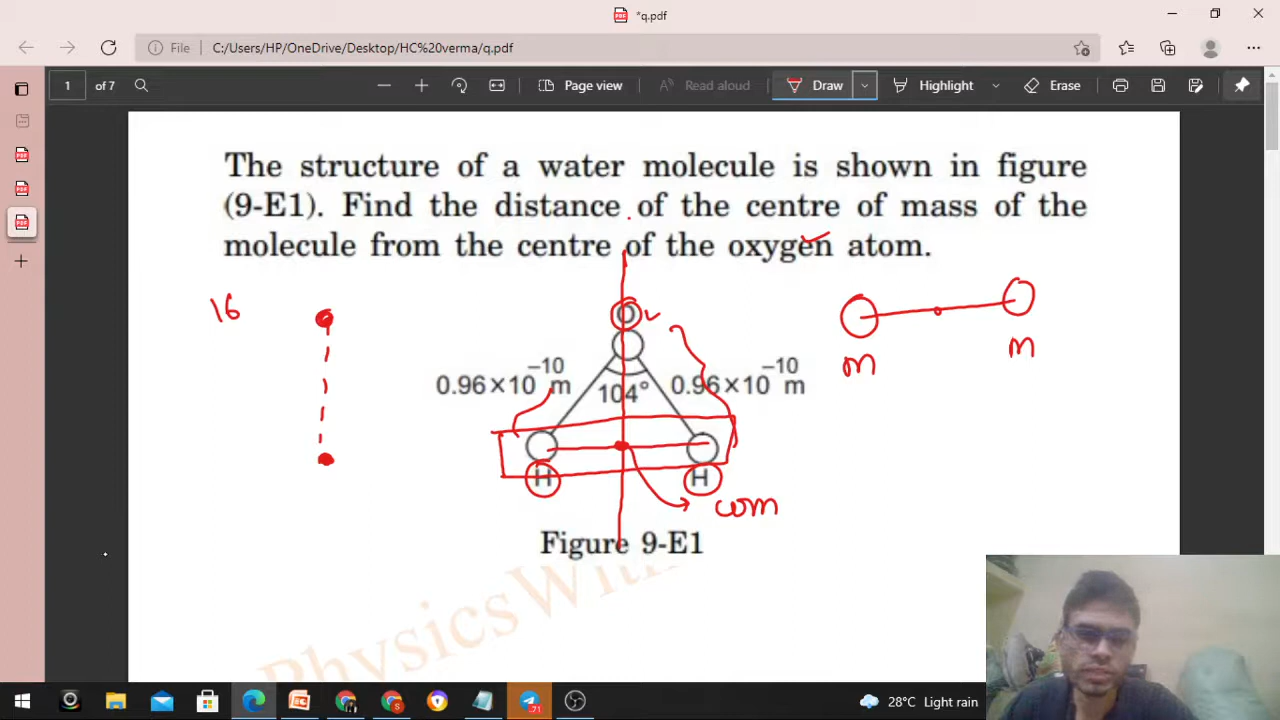 *q.pdf
File C:/Users/HP/OneDrive/Desktop/HC%20verma/q.pdf
1 of 7 Page view Read aloud Draw Highlight Erase
The structure of a water molecule is shown in figure
(9-E1). Find the distance of the centre of mass of the
molecule from the centre of the oxygen atom.
16
O
0.96×10⁻¹⁰ m 104° 0.96×10⁻¹⁰ m
m m
H H
com
Figure 9-E1
PhysicsWith
28°C Light rain
71